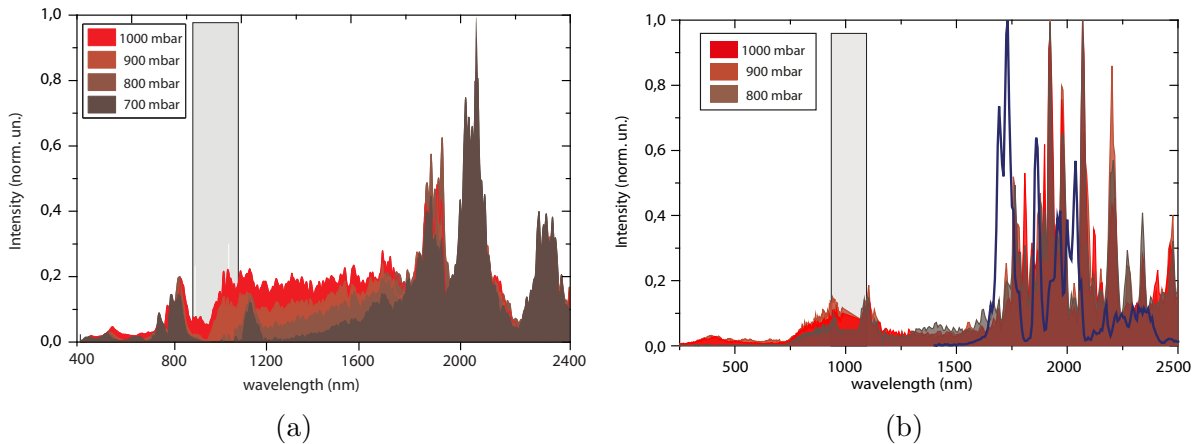 1,0
0,8
0,6
0,4
0,2
0,0
Intensity (norm. un.)
1000 mbar
900 mbar
800 mbar
700 mbar
400 800 1200 1600 2000 2400
wavelength (nm)
(a)
1,0
0,8
0,6
0,4
0,2
0,0
Intensity (norm. un.)
1000 mbar
900 mbar
800 mbar
500 1000 1500 2000 2500
wavelength (nm)
(b)